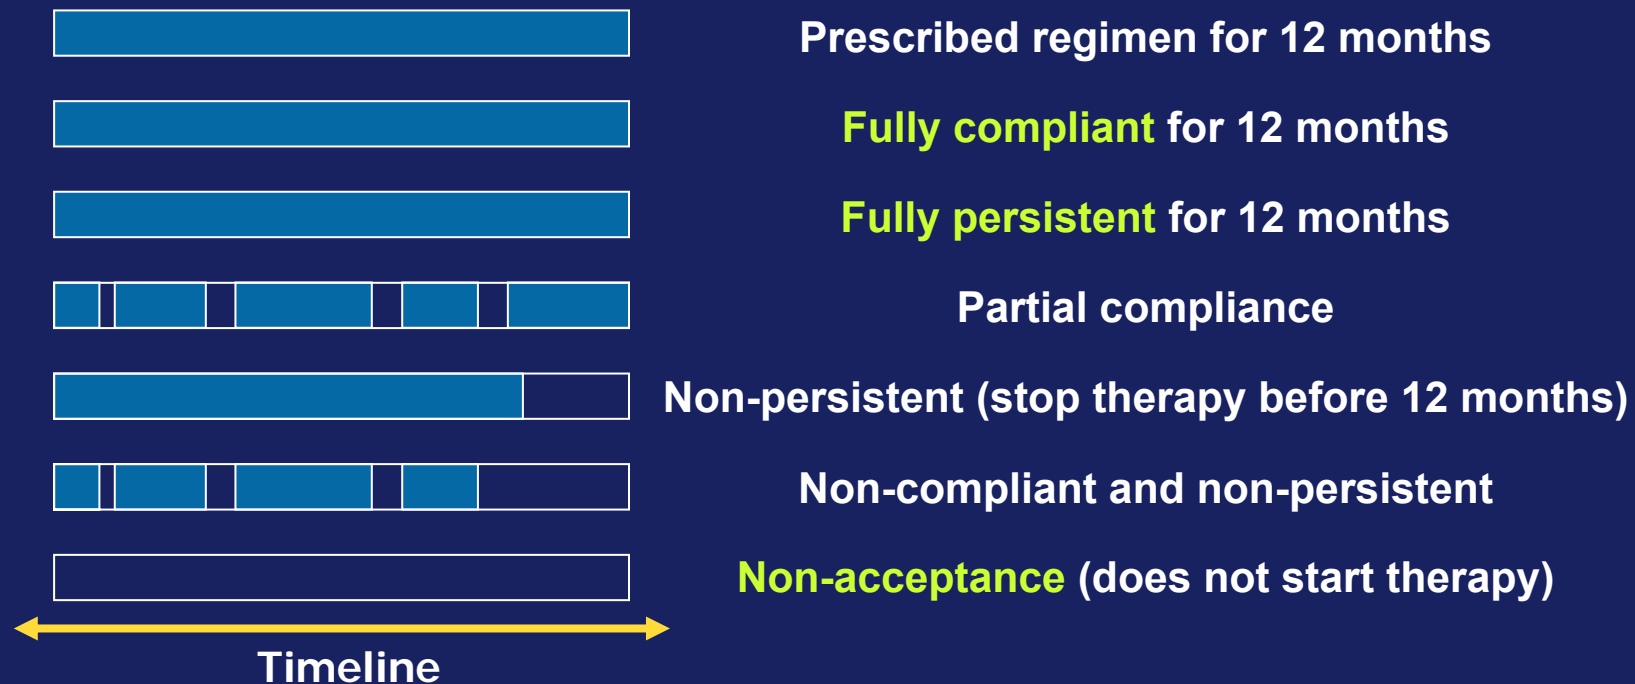 Prescribed regimen for 12 months
Fully compliant for 12 months
Fully persistent for 12 months
Partial compliance
Non-persistent (stop therapy before 12 months)
Non-compliant and non-persistent
Non-acceptance (does not start therapy)
Timeline